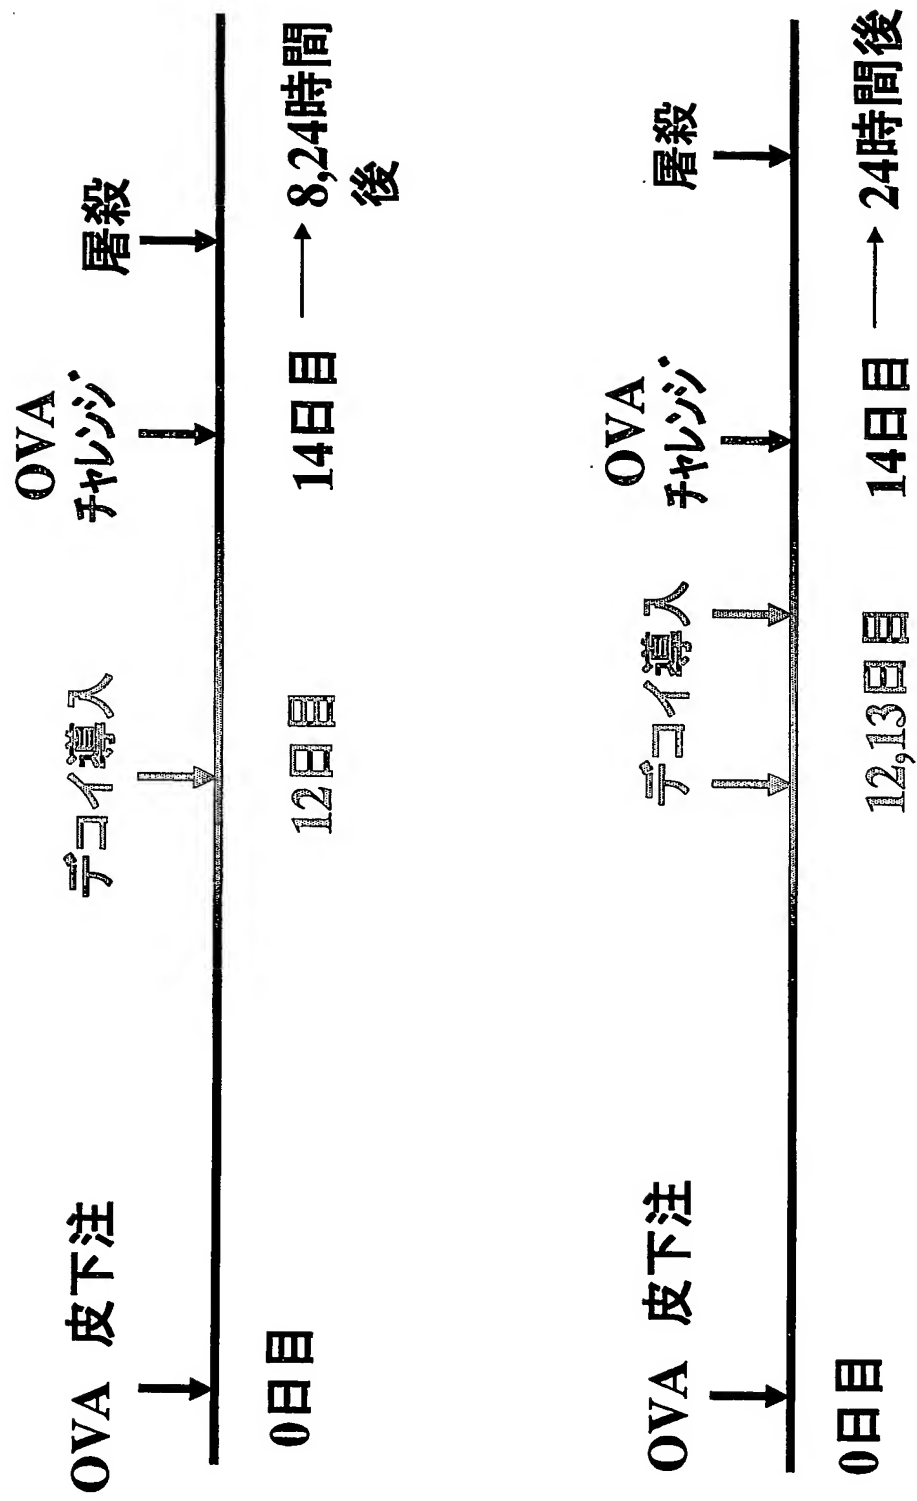 OVA 皮下注
デコイ導入
OVA
チャレンジ
屠殺
0日目
12日目
14日目
8,24時間
後
OVA 皮下注
デコイ導入
OVA
チャレンジ
屠殺
0日目
12,13日目
14日目
24時間後